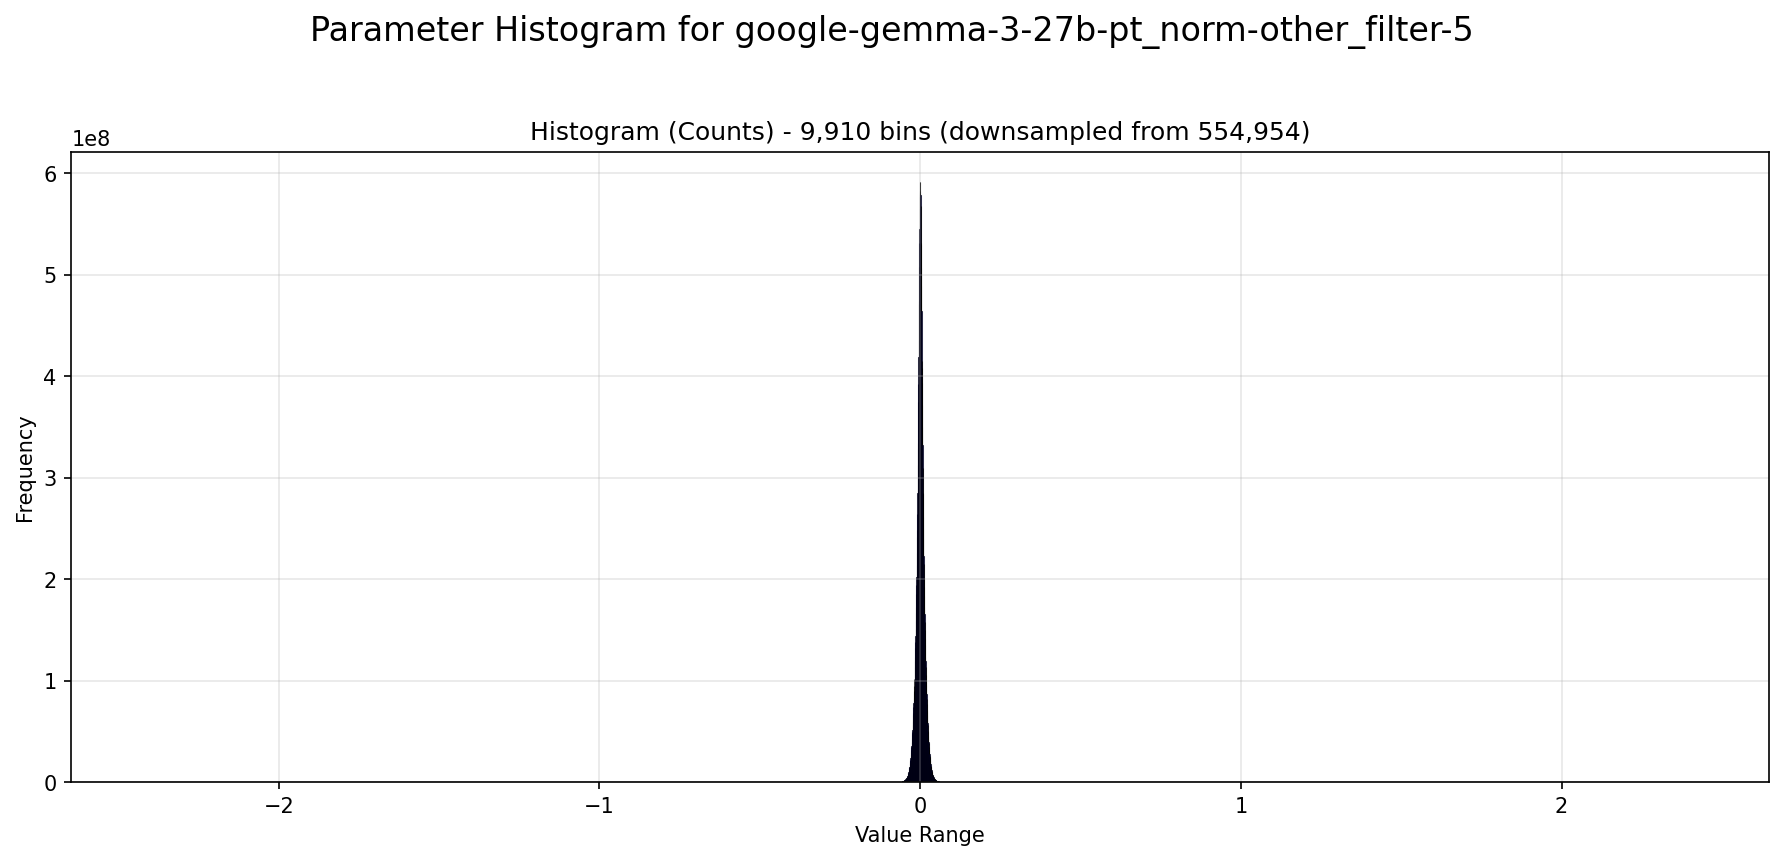 Parameter Histogram for google-gemma-3-27b-pt_norm-other_filter-5
Histogram (Counts) - 9,910 bins (downsampled from 554,954)
1e8
6
5
4
3
2
1
0
Frequency
−2
−1
0
1
2
Value Range